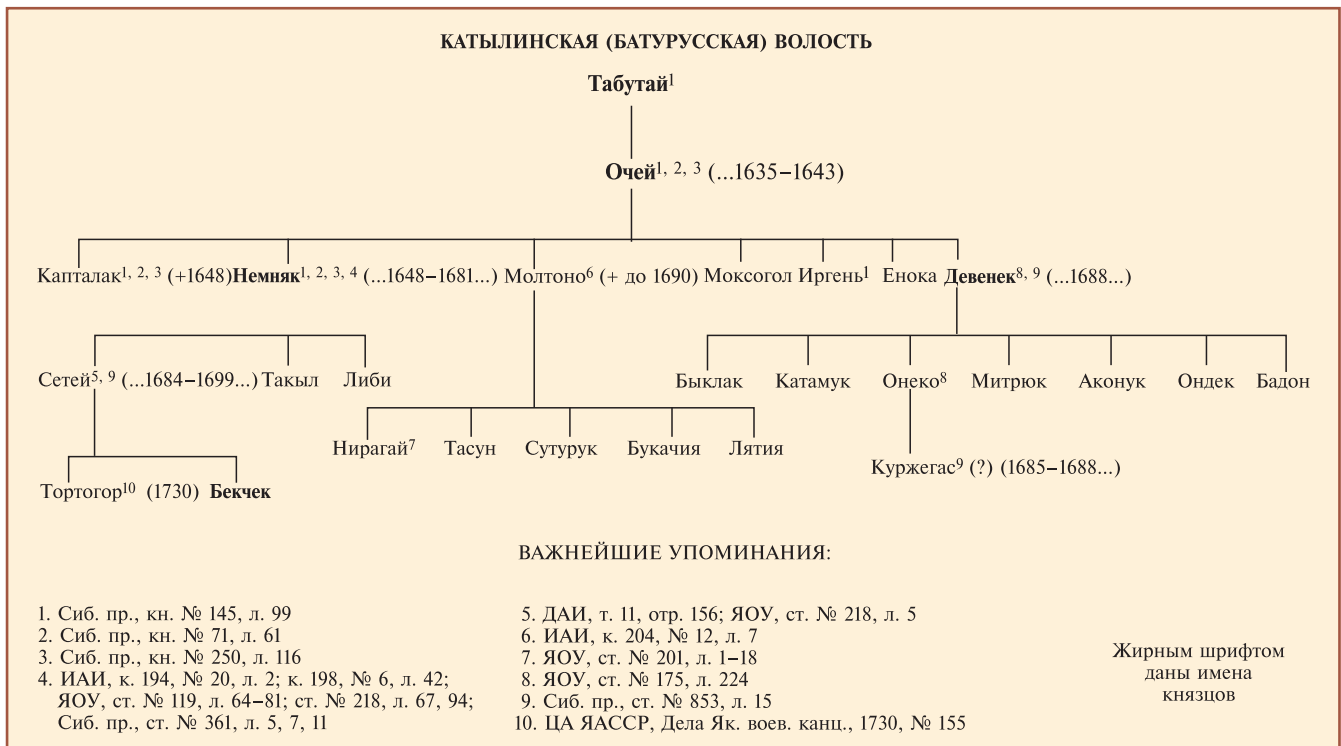 КАТЫЛИНСКАЯ (БАТУРУССКАЯ) ВОЛОСТЬ
Табутай¹
Очей¹, ², ³ (...1635–1643)
Капталак¹, ², ³ (+1648) Немняк¹, ², ³, ⁴ (...1648–1681...) Молтоно⁶ (+ до 1690) Моксогол Иргень¹ Енока Девенек⁸, ⁹ (...1688...)
Сетей⁵, ⁹ (...1684–1699...) Такыл Либи
Быклак Катамук Онеко⁸ Митрюк Аконук Ондек Бадон
Нирагай⁷ Тасун Сутурук Букачия Лятия
Куржегас⁹ (?) (1685–1688...)
Тортогор¹⁰ (1730) Бекчек
ВАЖНЕЙШИЕ УПОМИНАНИЯ:
1. Сиб. пр., кн. № 145, л. 99
2. Сиб. пр., кн. № 71, л. 61
3. Сиб. пр., кн. № 250, л. 116
4. ИАИ, к. 194, № 20, л. 2; к. 198, № 6, л. 42;
ЯОУ, ст. № 119, л. 64–81; ст. № 218, л. 67, 94;
Сиб. пр., ст. № 361, л. 5, 7, 11
5. ДАИ, т. 11, отр. 156; ЯОУ, ст. № 218, л. 5
6. ИАИ, к. 204, № 12, л. 7
7. ЯОУ, ст. № 201, л. 1–18
8. ЯОУ, ст. № 175, л. 224
9. Сиб. пр., ст. № 853, л. 15
10. ЦА ЯАССР, Дела Як. воев. канц., 1730, № 155
Жирным шрифтом
даны имена
князцов